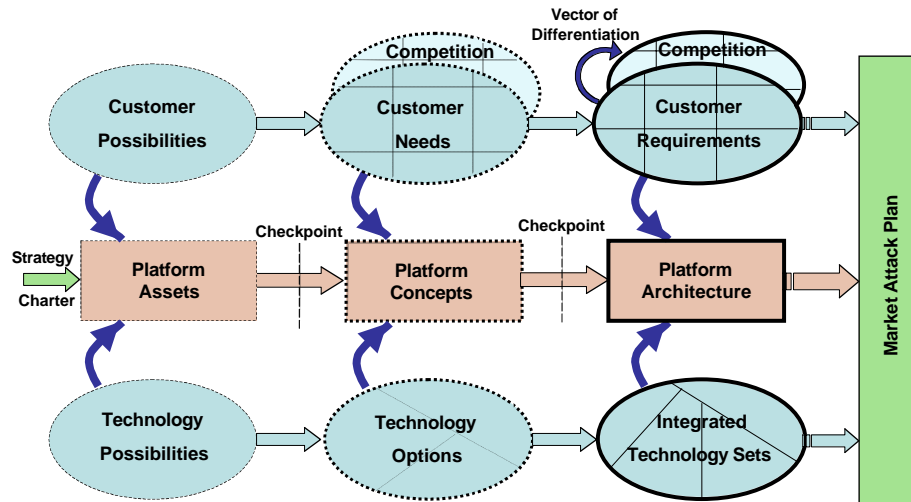 Vector of
Differentiation
Competition
Competition
Customer
Possibilities
Customer
Needs
Customer
Requirements
Checkpoint
Checkpoint
Strategy
Charter
Platform
Assets
Platform
Concepts
Platform
Architecture
Market Attack Plan
Technology
Possibilities
Technology
Options
Integrated
Technology Sets